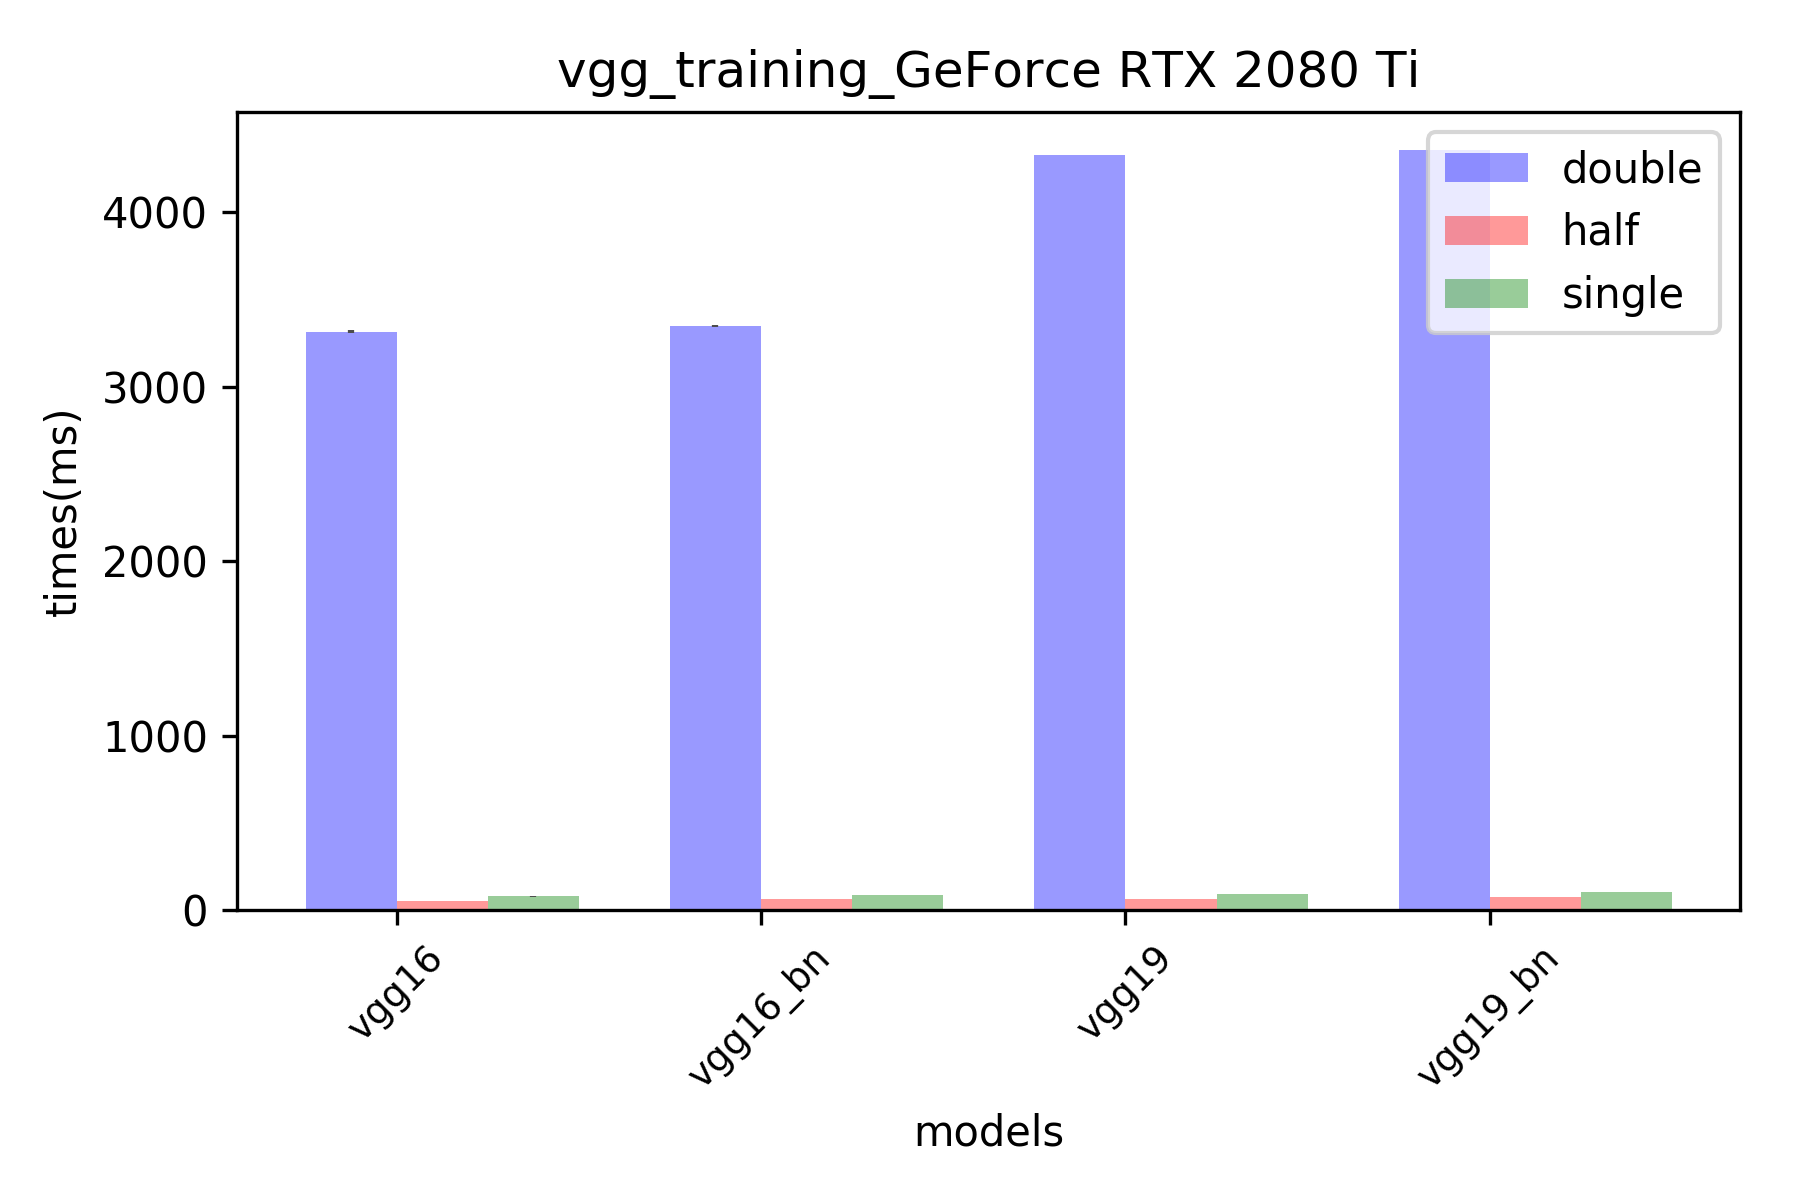 vgg_training_GeForce RTX 2080 Ti
double
half
single
times(ms)
4000
3000
2000
1000
0
vgg16
vgg16_bn
vgg19
vgg19_bn
models